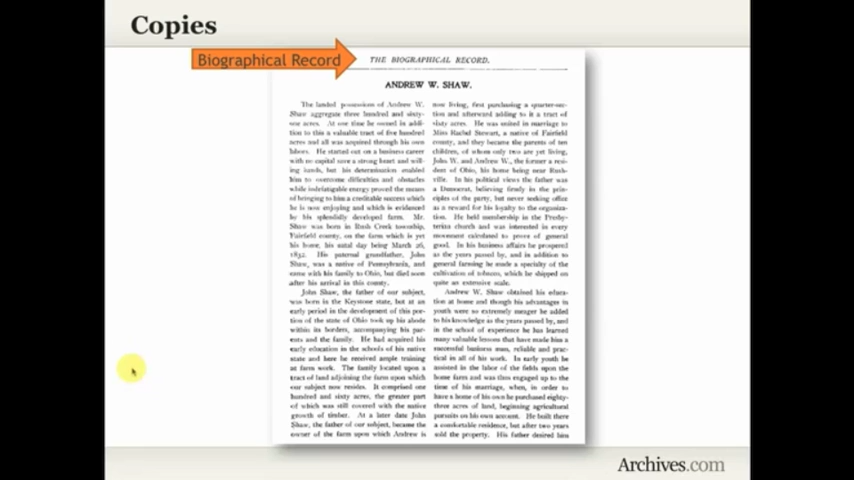 Copies
Biographical Record
THE BIOGRAPHICAL RECORD.
ANDREW W. SHAW.
The landed possessions of Andrew W.
Shaw aggregate three hundred and sixty-
one acres. At one time he owned in addi-
tion to this a valuable tract of five hundred
acres and all was acquired through his own
labors. He started out on a business career
with no capital save a strong heart and will-
ing hands, but his determination enabled
him to overcome difficulties and obstacles
while indefatigable energy proved the means
of bringing to him a creditable success which
he is now enjoying and which is evidenced
by his splendidly developed farm. Mr.
Shaw was born in Rush Creek township,
Fairfield county, on the farm which is yet
his home, his natal day being March 26,
1832. His paternal grandfather, John
Shaw, was a native of Pennsylvania, and
came with his family to Ohio, but died soon
after his arrival in this county.
John Shaw, the father of our subject,
was born in the Keystone state, but at an
early period in the development of this por-
tion of the state of Ohio took up his abode
within its borders, accompanying his par-
ents and the family. He had acquired his
early education in the schools of his native
state and here he received ample training
at farm work. The family located upon a
tract of land adjoining the farm upon which
our subject now resides. It comprised one
hundred and sixty acres, the greater part
of which was still covered with the native
growth of timber. At a later date John
Shaw, the father of our subject, became the
owner of the farm upon which Andrew is
now living, first purchasing a quarter-sec-
tion and afterward adding to it a tract of
sixty acres. He was united in marriage to
Miss Rachel Stewart, a native of Fairfield
county, and they became the parents of ten
children, of whom only two are yet living,
John W. and Andrew W., the former a resi-
dent of Ohio, his home being near Rush-
ville. In his political views the father was
a Democrat, believing firmly in the prin-
ciples of the party, but never seeking office
as a reward for his loyalty to the organiza-
tion. He held membership in the Presby-
terian church and was interested in every
movement calculated to prove of general
good. In his business affairs he prospered
as the years passed by, and in addition to
general farming he made a specialty of the
cultivation of tobacco, which he shipped on
quite an extensive scale.
Andrew W. Shaw obtained his educa-
tion at home and though his advantages in
youth were so extremely meager he added
to his knowledge as the years passed by, and
in the school of experience he has learned
many valuable lessons that have made him a
successful business man, reliable and prac-
tical in all of his work. In early youth he
assisted in the labor of the fields upon the
home farm and was thus engaged up to the
time of his marriage, when, in order to
have a home of his own he purchased eighty-
three acres of land, beginning agricultural
pursuits on his own account. He built there
a comfortable residence, but after two years
sold the property. His father desired him
Archives.com